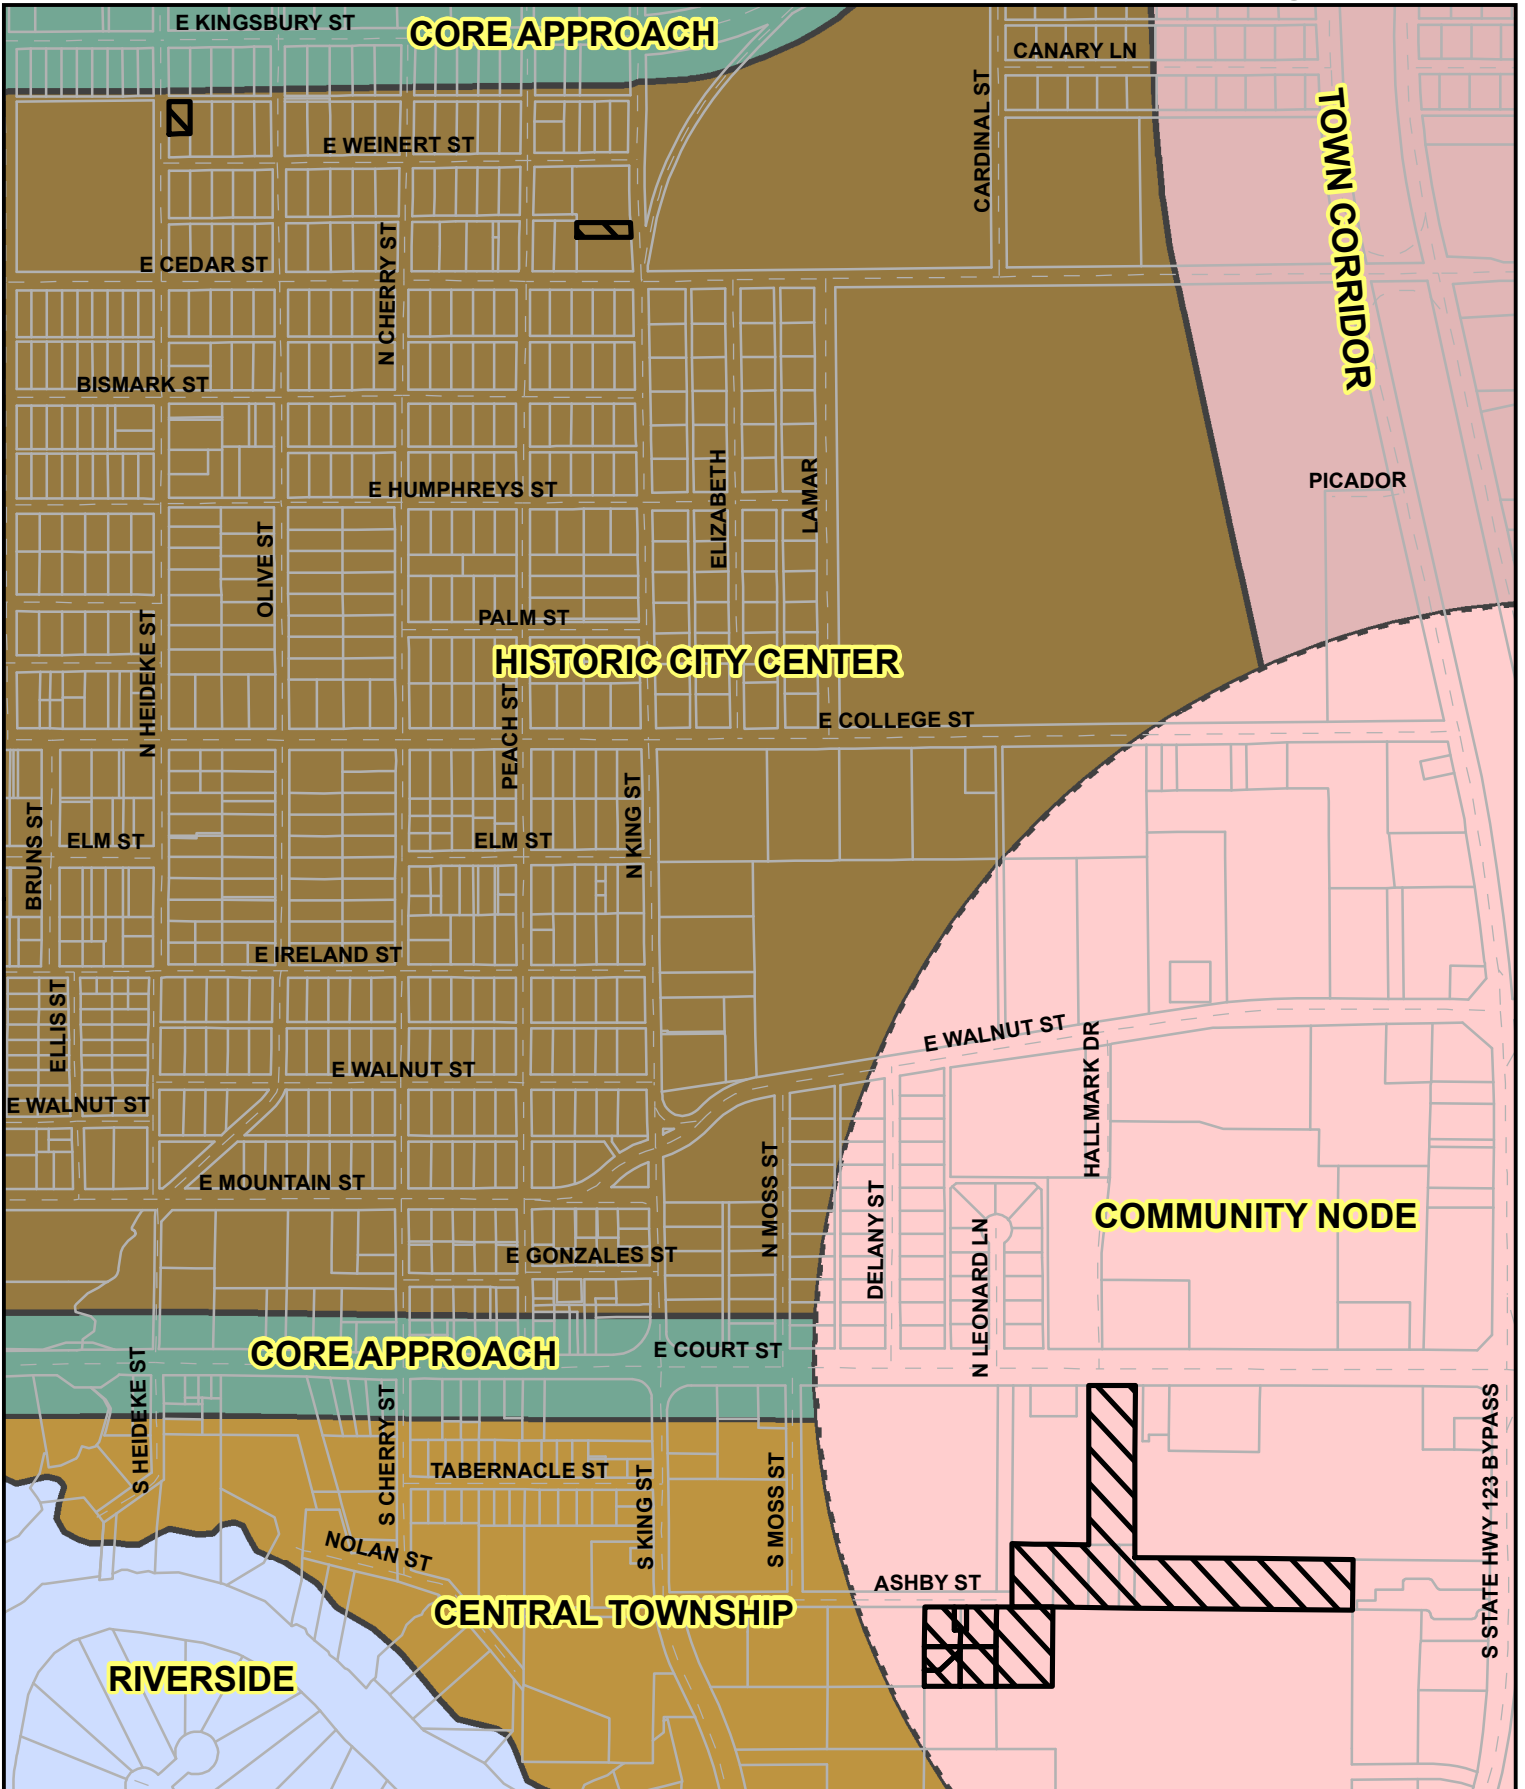 E KINGSBURY ST
CORE APPROACH
CANARY LN
CARDINAL ST
TOWN CORRIDOR
E WEINERT ST
E CEDAR ST
N CHERRY ST
BISMARK ST
E HUMPHREYS ST
ELIZABETH
LAMAR
PICADOR
OLIVE ST
PALM ST
N HEIDEKE ST
HISTORIC CITY CENTER
PEACH ST
E COLLEGE ST
N KING ST
BRUNS ST
ELM ST
ELM ST
E IRELAND ST
ELLIS ST
E WALNUT ST
E WALNUT ST
HALLMARK DR
E WALNUT ST
E MOUNTAIN ST
N MOSS ST
DELANY ST
N LEONARD LN
COMMUNITY NODE
E GONZALES ST
CORE APPROACH
E COURT ST
S HEIDEKE ST
S CHERRY ST
TABERNACLE ST
S KING ST
S MOSS ST
S STATE HWY 123 BYPASS
NOLAN ST
ASHBY ST
CENTRAL TOWNSHIP
RIVERSIDE